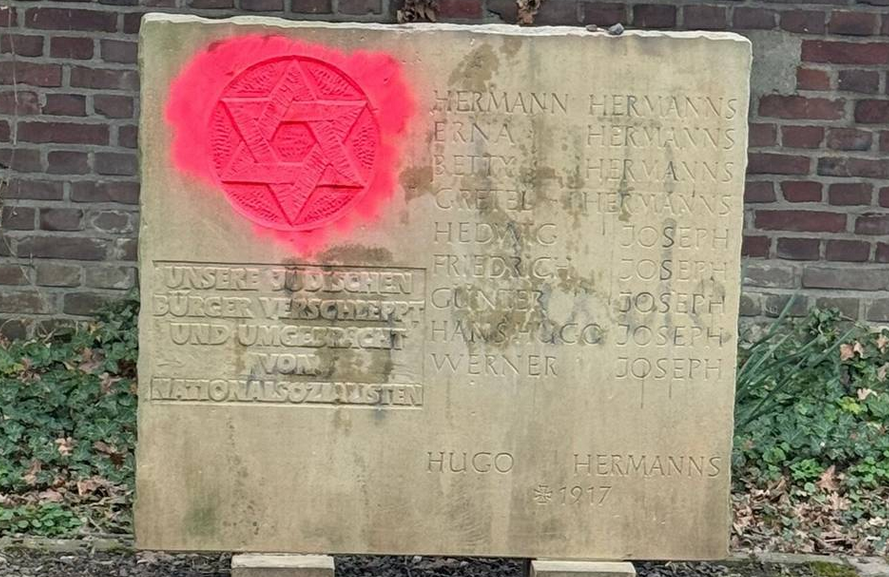 UNSERE JÜDISCHEN
BÜRGER VERSCHLEPPT
UND UMGEBRACHT
VON
NATIONALSOZIALISTEN
HERMANN HERMANNS
ERNA HERMANNS
BETTY HERMANNS
GRETEL HERMANNS
HEDWIG JOSEPH
FRIEDRICH JOSEPH
GÜNTER JOSEPH
HANS HUGO JOSEPH
WERNER JOSEPH
HUGO HERMANNS
✠ 1917